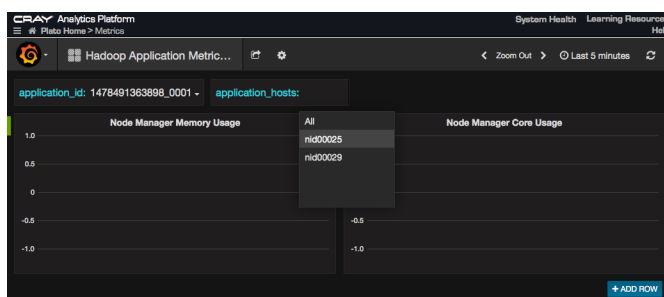 CRAY Analytics Platform
System Health Learning Resource
Plato Home > Metrics
Hel
Hadoop Application Metric...
Zoom Out
Last 5 minutes
application_id: 1478491363898_0001
application_hosts:
All
nid00025
nid00029
Node Manager Memory Usage
1.0
0.5
0
-0.5
-1.0
Node Manager Core Usage
-0.5
-1.0
+ ADD ROW